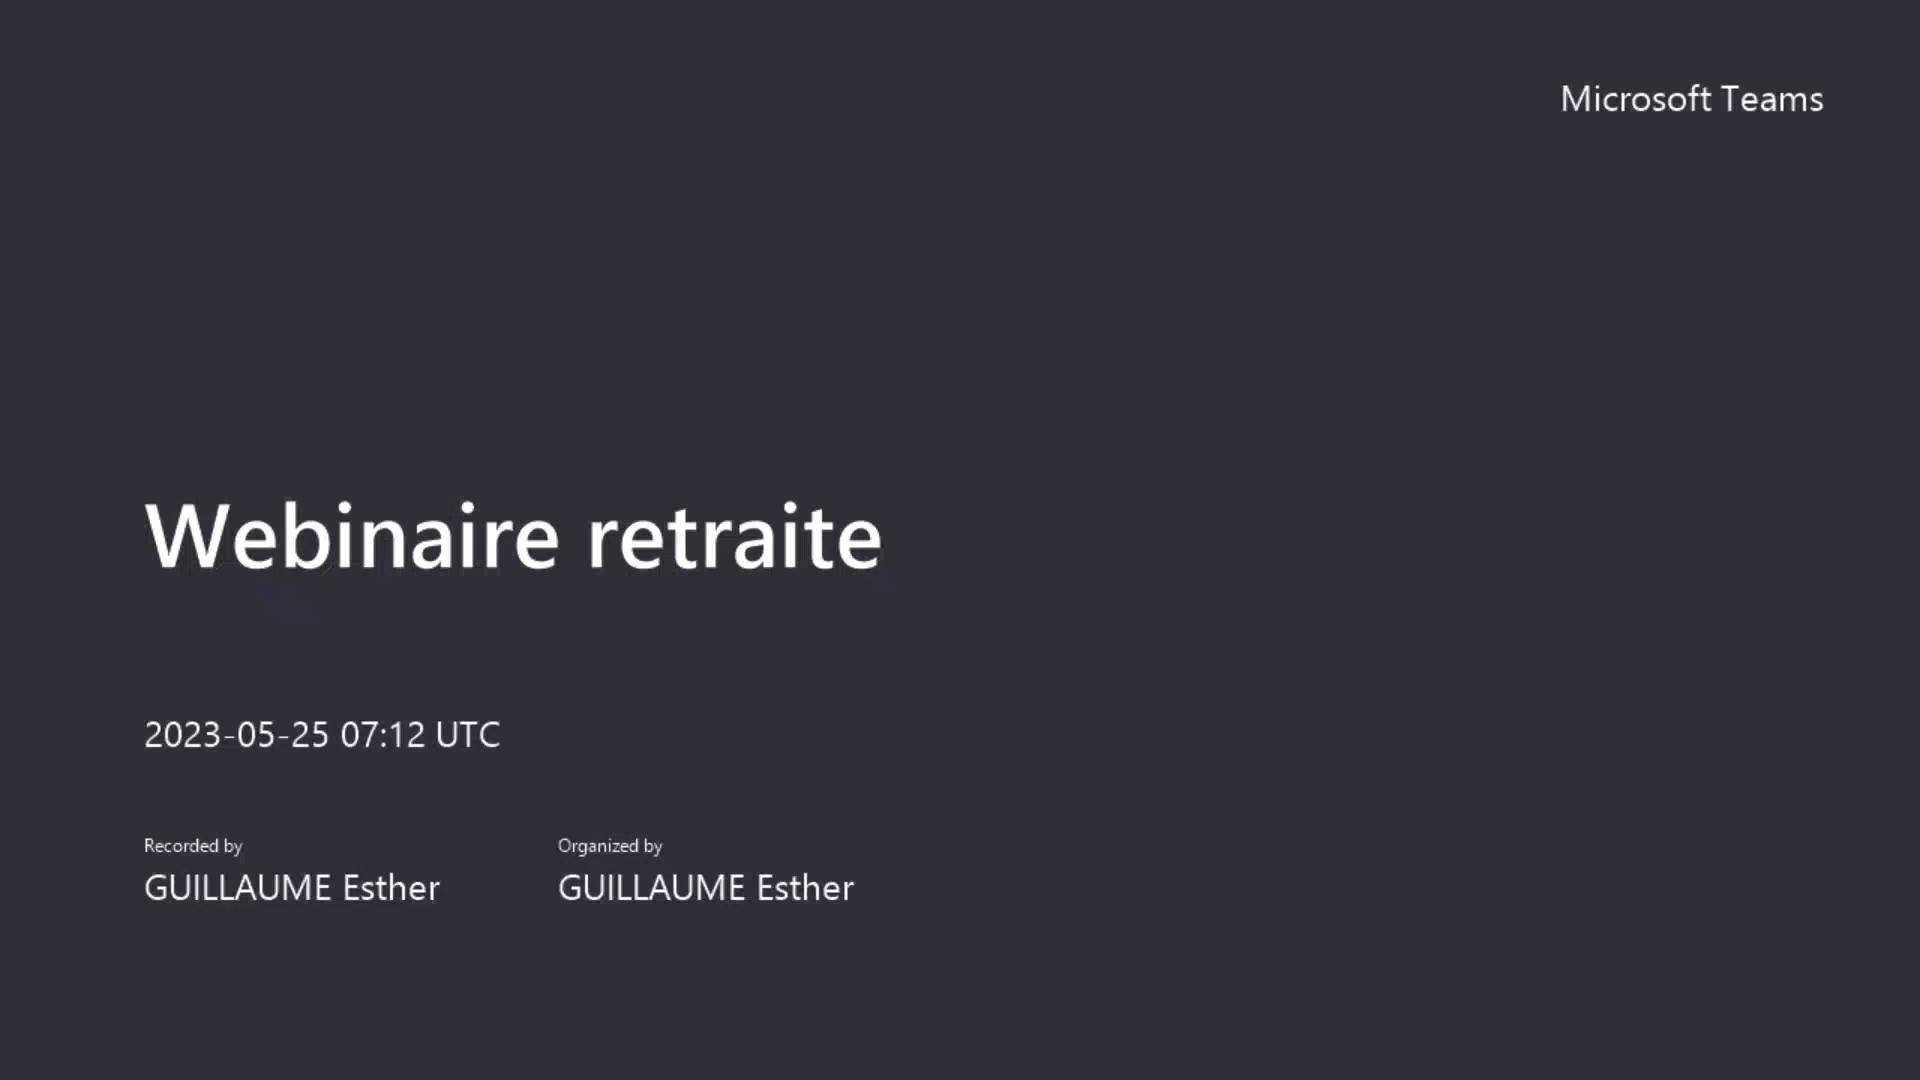 Microsoft Teams
Webinaire retraite
2023-05-25 07:12 UTC
Recorded by
GUILLAUME Esther
Organized by
GUILLAUME Esther